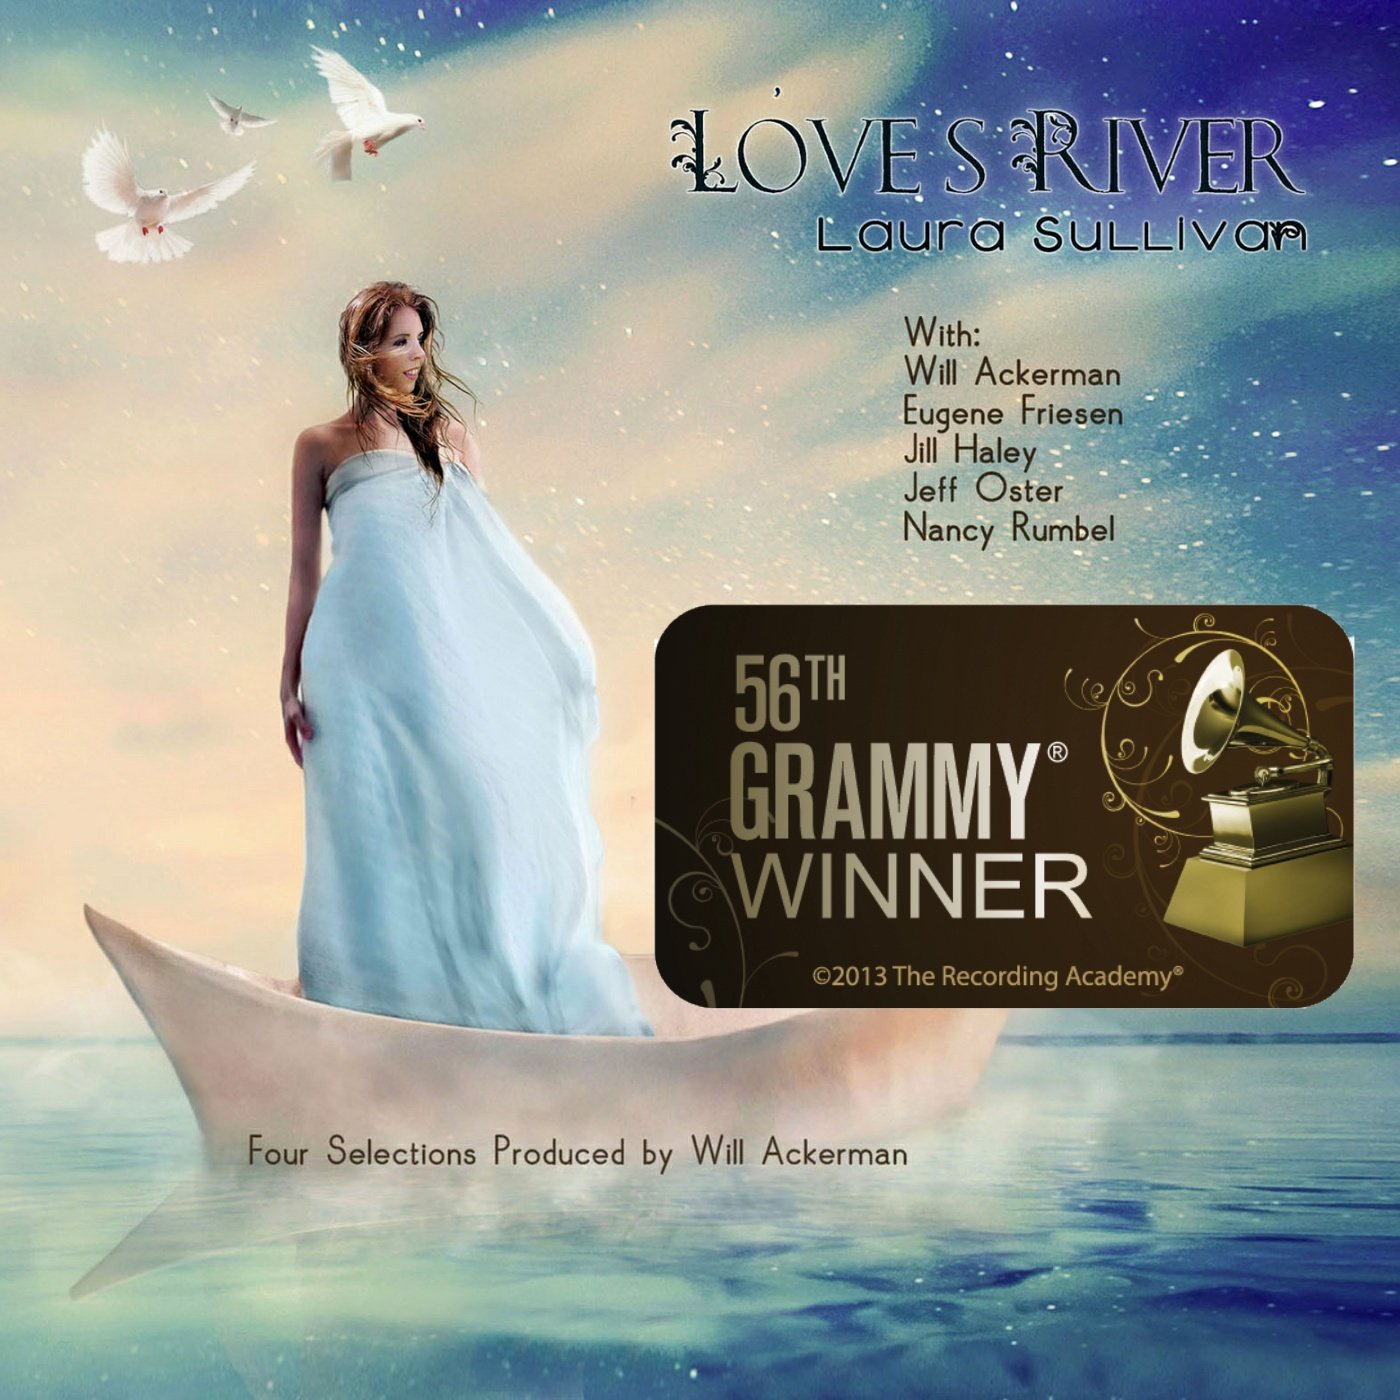 LOVE'S RIVER
Laura Sullivan
With:
Will Ackerman
Eugene Friesen
Jill Haley
Jeff Oster
Nancy Rumbel
56TH
GRAMMY®
WINNER
©2013 The Recording Academy®
Four Selections Produced by Will Ackerman